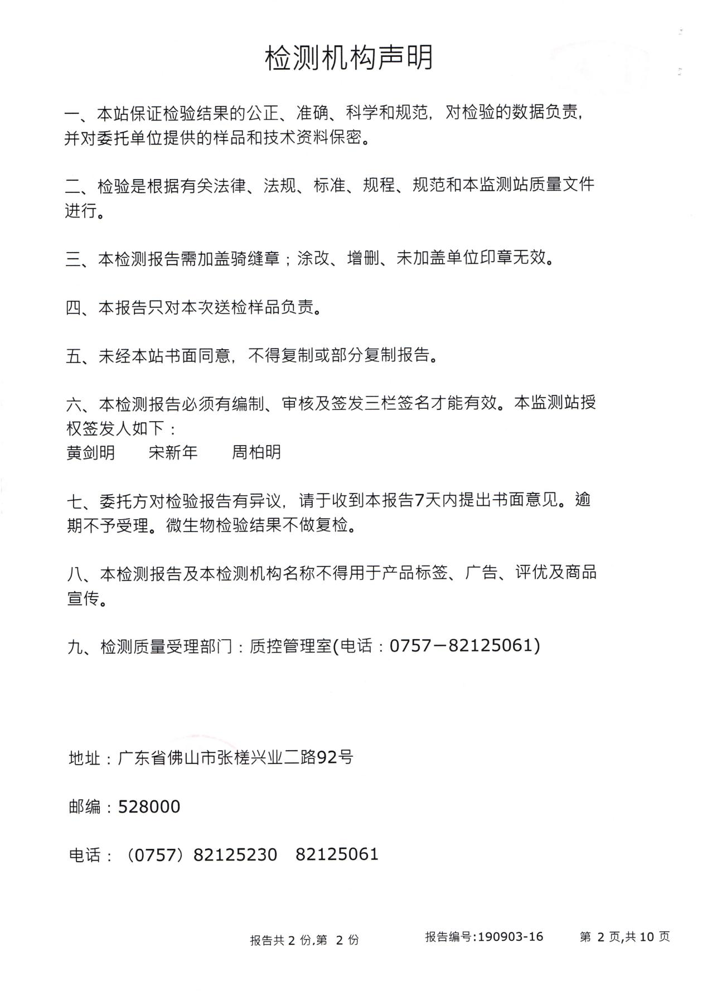 检测机构声明
一、本站保证检验结果的公正、准确、科学和规范，对检验的数据负责，
并对委托单位提供的样品和技术资料保密。
二、检验是根据有关法律、法规、标准、规程、规范和本监测站质量文件
进行。
三、本检测报告需加盖骑缝章；涂改、增删、未加盖单位印章无效。
四、本报告只对本次送检样品负责。
五、未经本站书面同意，不得复制或部分复制报告。
六、本检测报告必须有编制、审核及签发三栏签名才能有效。本监测站授
权签发人如下：
黄剑明　　宋新年　　周柏明
七、委托方对检验报告有异议，请于收到本报告7天内提出书面意见。逾
期不予受理。微生物检验结果不做复检。
八、本检测报告及本检测机构名称不得用于产品标签、广告、评优及商品
宣传。
九、检测质量受理部门：质控管理室(电话：0757－82125061)
地址：广东省佛山市张槎兴业二路92号
邮编：528000
电话：（0757）82125230　82125061
报告共 2 份,第 2 份　　报告编号:190903-16　　第 2 页,共 10 页